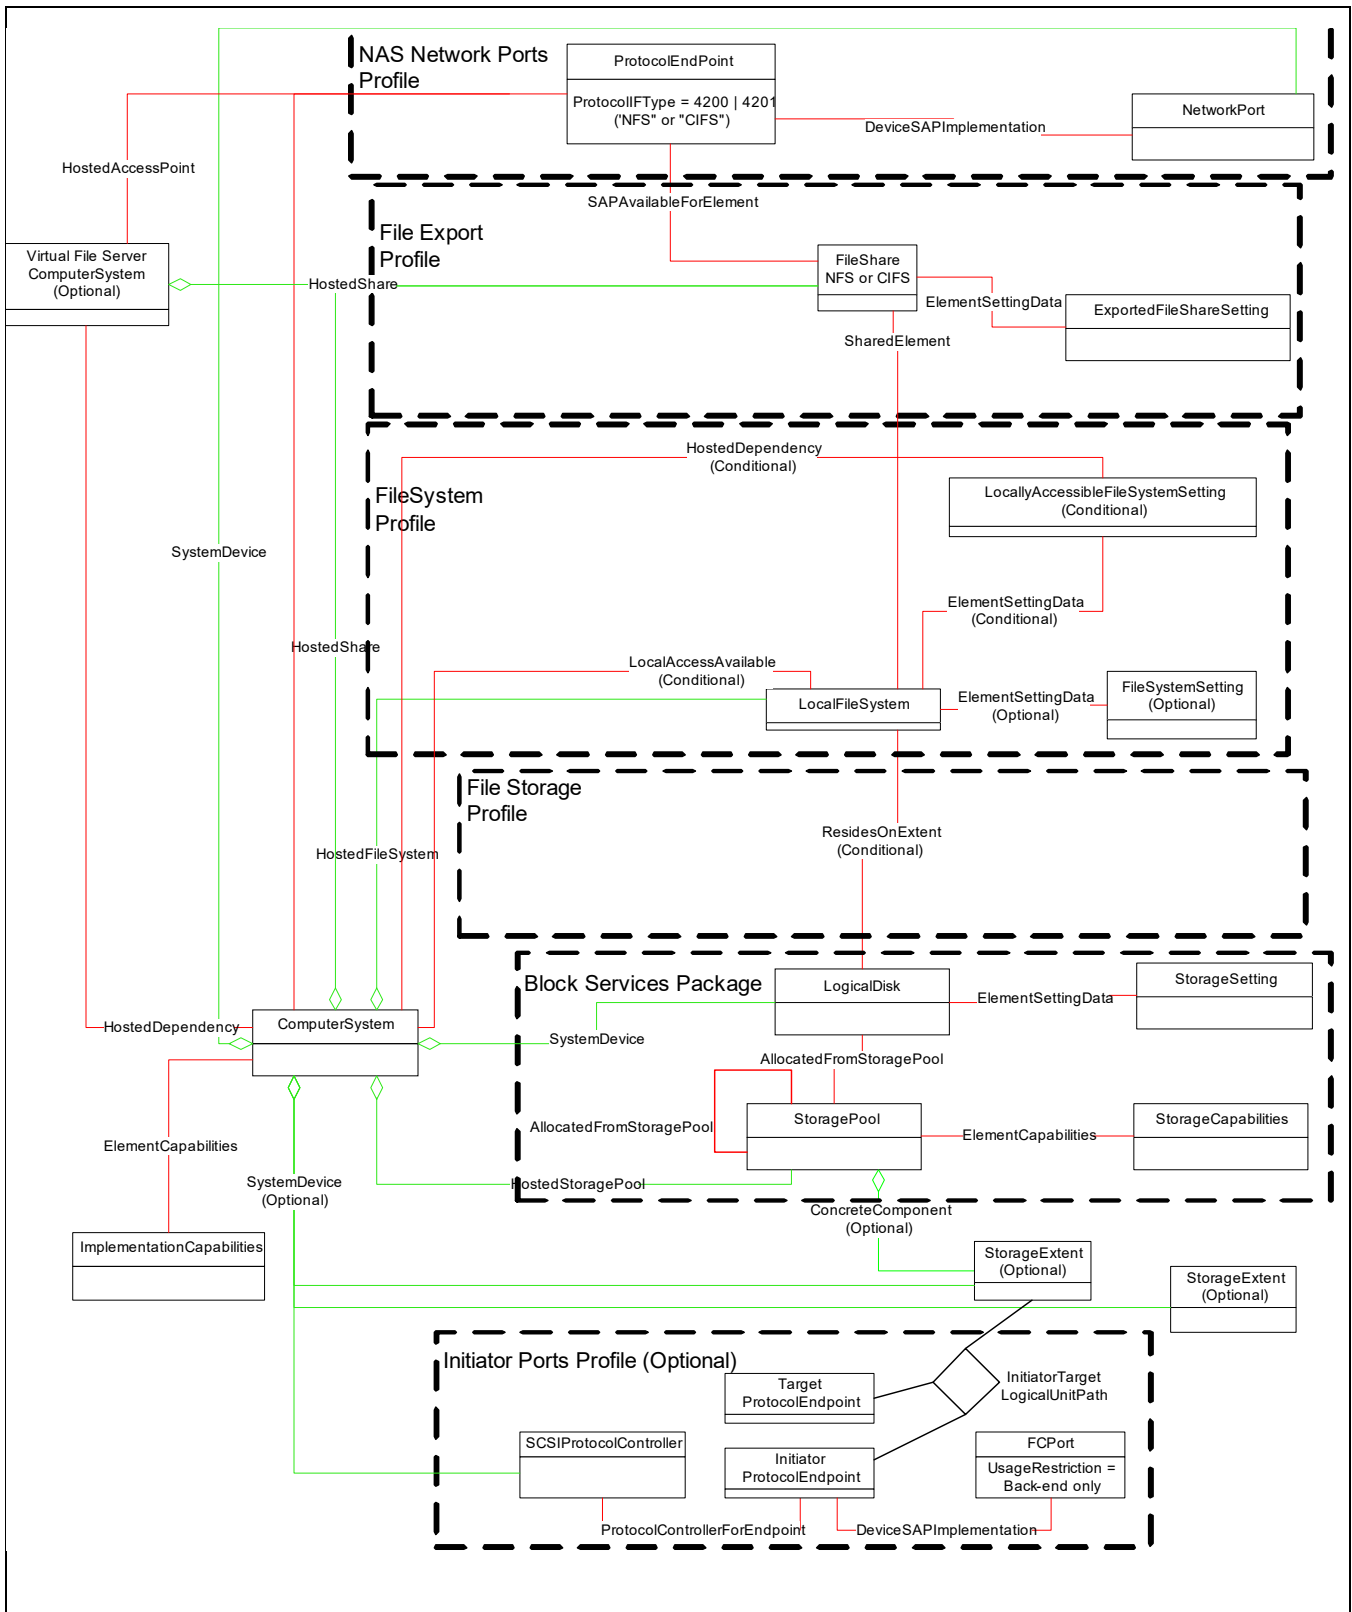 NAS Network Ports
Profile
ProtocolEndPoint
ProtocolIFType = 4200 | 4201
('NFS" or "CIFS")
DeviceSAPImplementation
NetworkPort
HostedAccessPoint
SAPAvailableForElement
File Export
Profile
Virtual File Server
ComputerSystem
(Optional)
HostedShare
FileShare
NFS or CIFS
ElementSettingData
ExportedFileShareSetting
SharedElement
HostedDependency
(Conditional)
FileSystem
Profile
LocallyAccessibleFileSystemSetting
(Conditional)
SystemDevice
ElementSettingData
(Conditional)
HostedShare
LocalAccessAvailable
(Conditional)
LocalFileSystem
ElementSettingData
(Optional)
FileSystemSetting
(Optional)
File Storage
Profile
ResidesOnExtent
(Conditional)
HostedFileSystem
Block Services Package
LogicalDisk
ElementSettingData
StorageSetting
HostedDependency
ComputerSystem
SystemDevice
AllocatedFromStoragePool
AllocatedFromStoragePool
StoragePool
ElementCapabilities
StorageCapabilities
ElementCapabilities
SystemDevice
(Optional)
HostedStoragePool
ConcreteComponent
(Optional)
ImplementationCapabilities
StorageExtent
(Optional)
StorageExtent
(Optional)
Initiator Ports Profile (Optional)
Target
ProtocolEndpoint
InitiatorTarget
LogicalUnitPath
SCSIProtocolController
Initiator
ProtocolEndpoint
FCPort
UsageRestriction =
Back-end only
ProtocolControllerForEndpoint
DeviceSAPImplementation